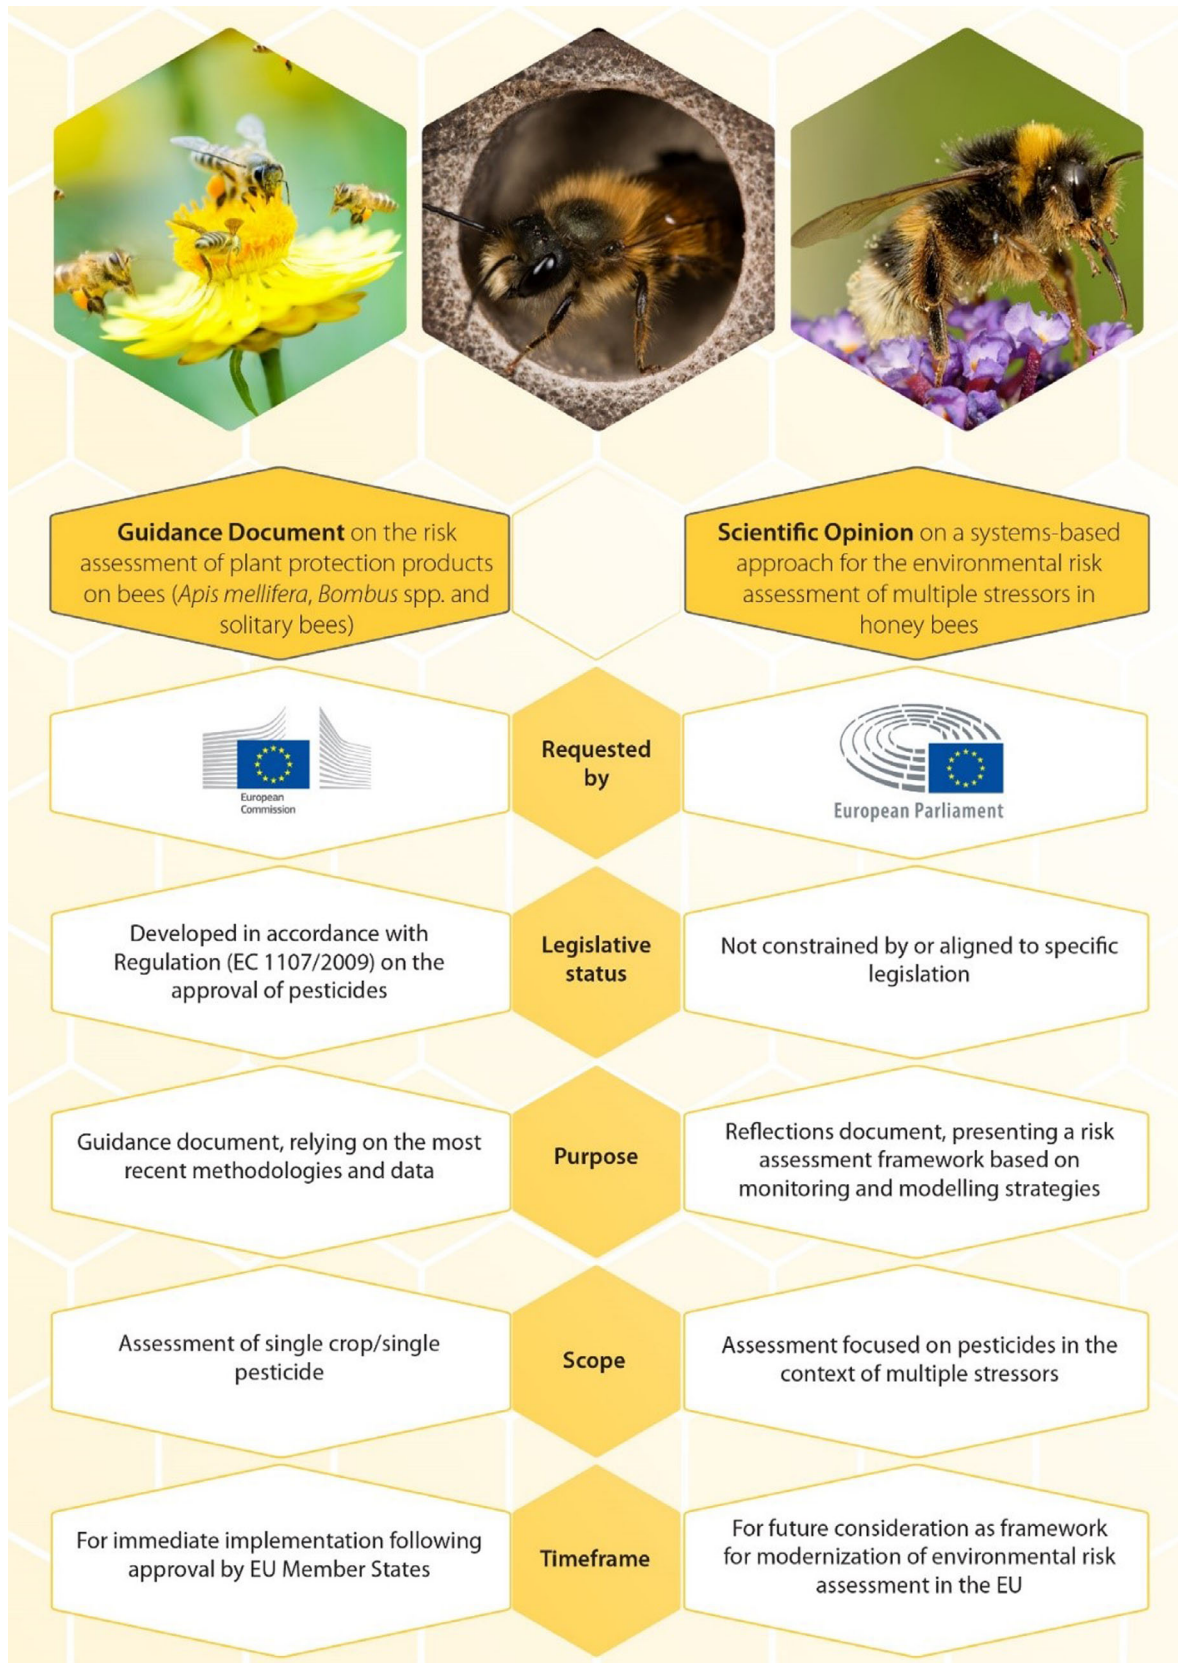 Guidance Document on the risk
assessment of plant protection products
on bees (Apis mellifera, Bombus spp. and
solitary bees)
Scientific Opinion on a systems-based
approach for the environmental risk
assessment of multiple stressors in
honey bees
European
Commission
Requested
by
European Parliament
Developed in accordance with
Regulation (EC 1107/2009) on the
approval of pesticides
Legislative
status
Not constrained by or aligned to specific
legislation
Guidance document, relying on the most
recent methodologies and data
Purpose
Reflections document, presenting a risk
assessment framework based on
monitoring and modelling strategies
Assessment of single crop/single
pesticide
Scope
Assessment focused on pesticides in the
context of multiple stressors
For immediate implementation following
approval by EU Member States
Timeframe
For future consideration as framework
for modernization of environmental risk
assessment in the EU